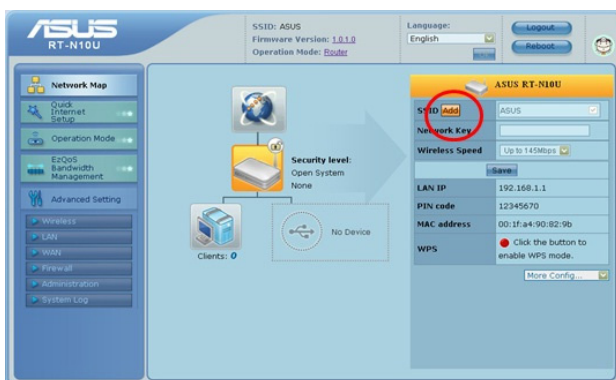 ASUS
RT-N10U
SSID: ASUS
Firmware Version: 1.0.1.0
Operation Mode: Router
Language:
English
Logout
Reboot
Network Map
Quick
Internet
Setup
Operation Mode
EzQoS
Bandwidth
Management
Advanced Setting
Wireless
LAN
WAN
Firewall
Administration
System Log
Security level:
Open System
None
No Device
Clients: 0
ASUS RT-N10U
SSID Add ASUS
Network Key
Wireless Speed Up to 145Mbps
Save
LAN IP 192.168.1.1
PIN code 12345670
MAC address 00:1f:a4:90:82:9b
WPS Click the button to
enable WPS mode.
More Config...